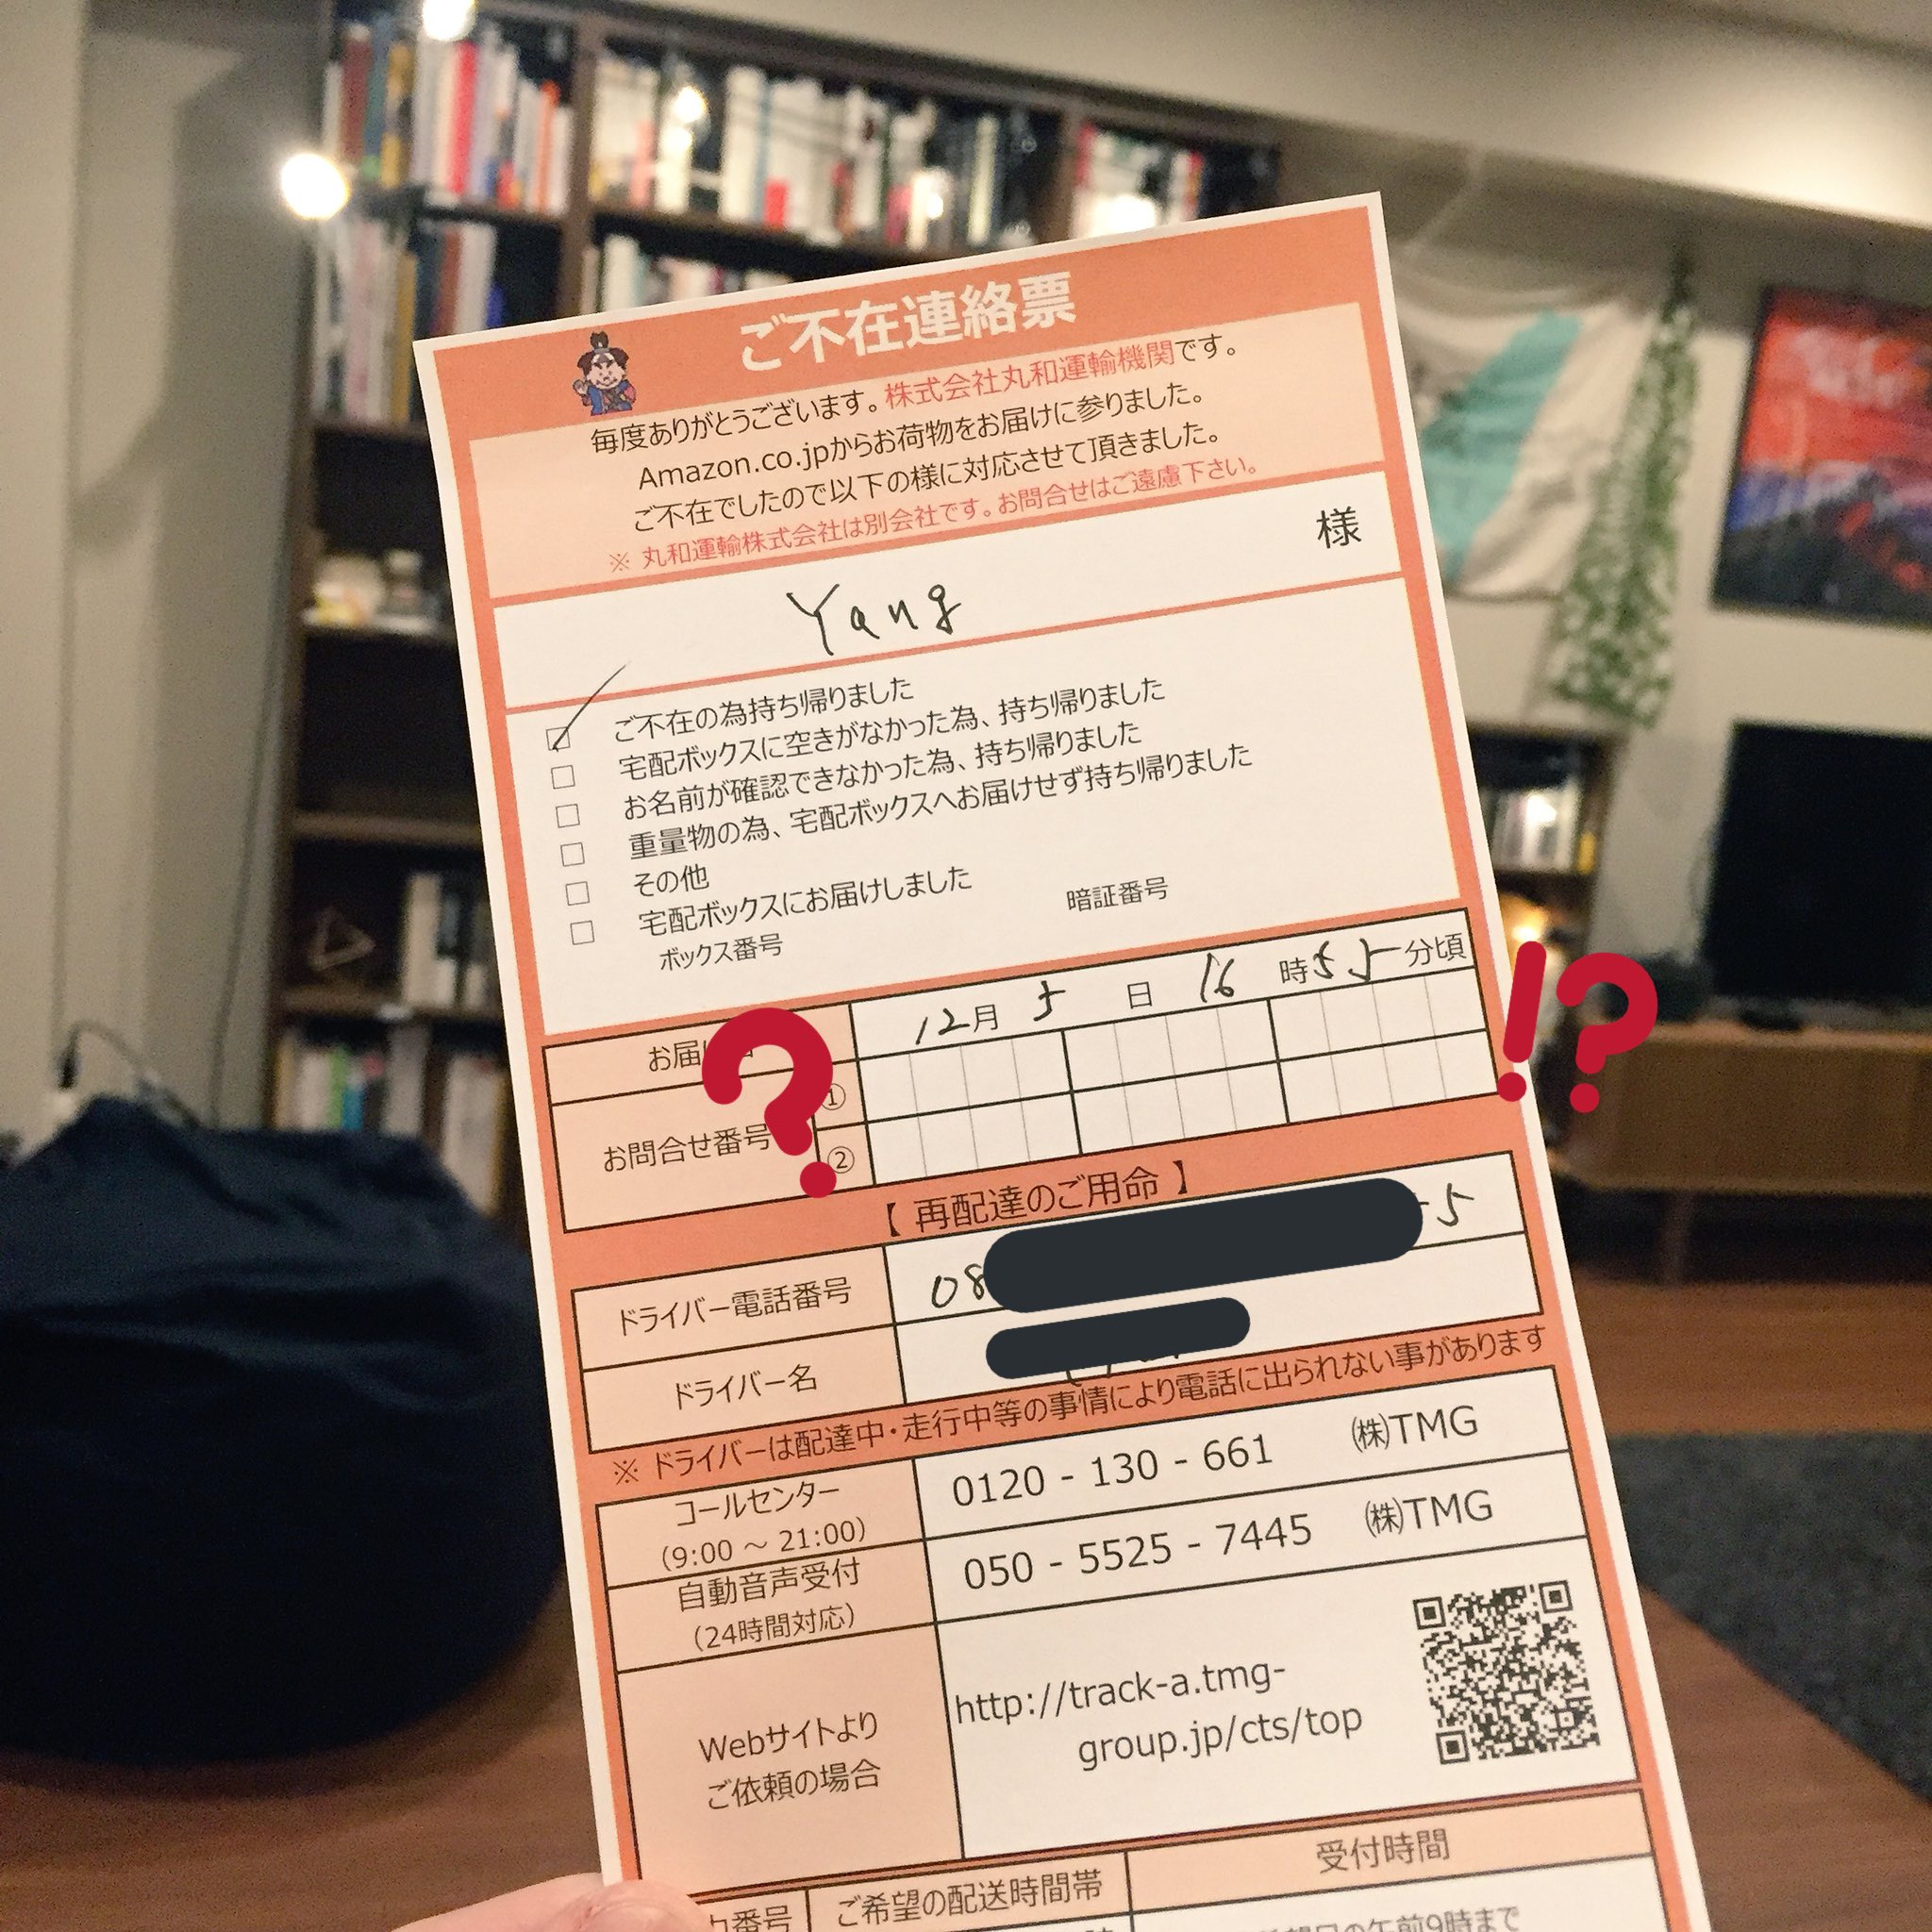 ご不在連絡票
毎度ありがとうございます。株式会社丸和運輸機関です。
Amazon.co.jpからお荷物をお届けに参りました。
ご不在でしたので以下の様に対応させて頂きました。
※ 丸和運輸株式会社は別会社です。お問合せはご遠慮下さい。
Yang 様
ご不在の為持ち帰りました
宅配ボックスに空きがなかった為、持ち帰りました
お名前が確認できなかった為、持ち帰りました
重量物の為、宅配ボックスへお届けせず持ち帰りました
その他
宅配ボックスにお届けしました
ボックス番号 暗証番号
お届け 12月 5 日 16 時 55 分頃
お問合せ番号 ① ②
? !?
【 再配達のご用命 】
ドライバー電話番号 08 -5
ドライバー名
※ ドライバーは配達中・走行中等の事情により電話に出られない事があります
コールセンター (9:00 ～ 21:00) 0120 - 130 - 661 ㈱TMG
自動音声受付 (24時間対応) 050 - 5525 - 7445 ㈱TMG
Webサイトより
ご依頼の場合
http://track-a.tmg-
group.jp/cts/top
番号 ご希望の配送時間帯 受付時間
望日の午前9時まで